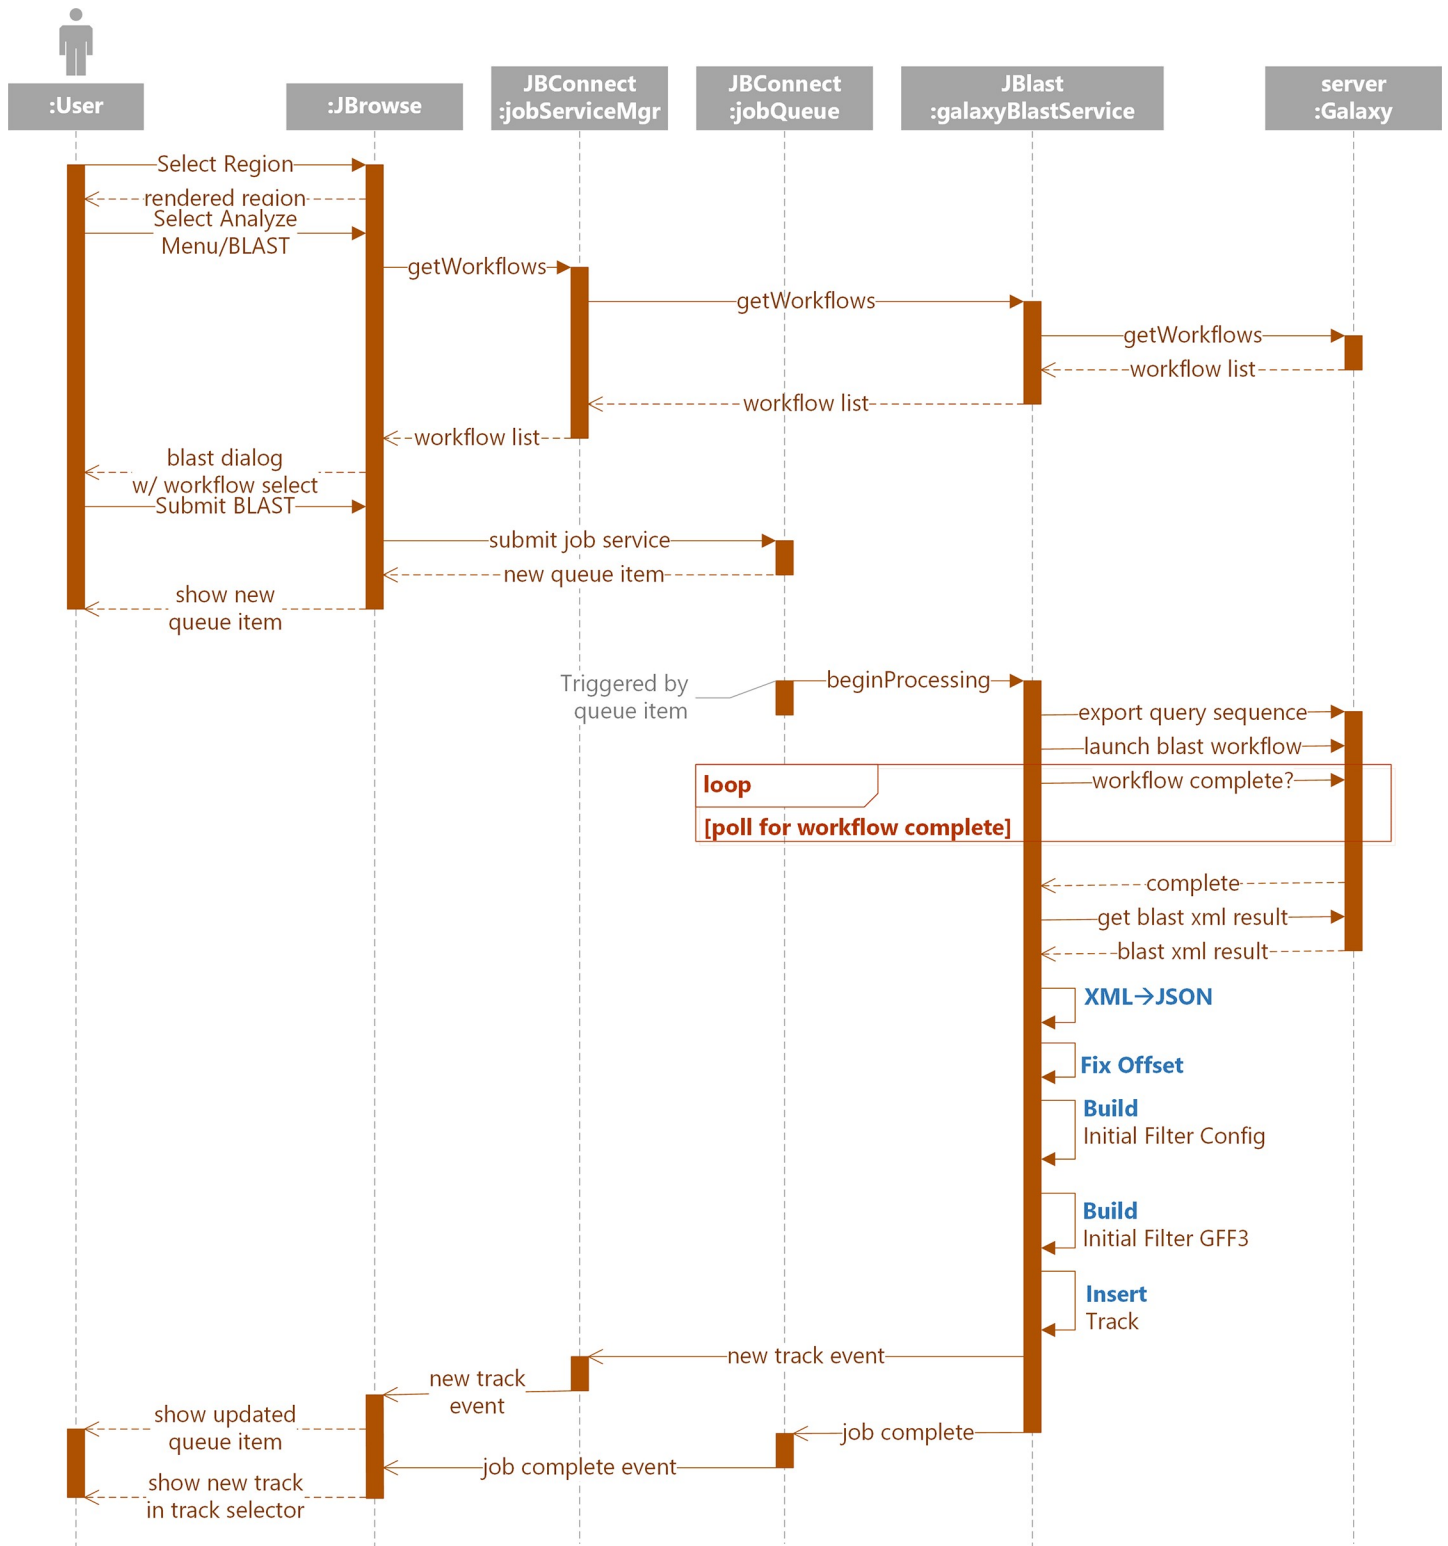 :User
:JBrowse
JBConnect
:jobServiceMgr
JBConnect
:jobQueue
JBlast
:galaxyBlastService
server
:Galaxy
Select Region
rendered region
Select Analyze
Menu/BLAST
getWorkflows
getWorkflows
getWorkflows
workflow list
workflow list
workflow list
blast dialog
w/ workflow select
Submit BLAST
submit job service
new queue item
show new
queue item
Triggered by
queue item
beginProcessing
export query sequence
launch blast workflow
loop
workflow complete?
[poll for workflow complete]
complete
get blast xml result
blast xml result
XML→JSON
Fix Offset
Build
Initial Filter Config
Build
Initial Filter GFF3
Insert
Track
new track event
new track
event
show updated
queue item
job complete
job complete event
show new track
in track selector